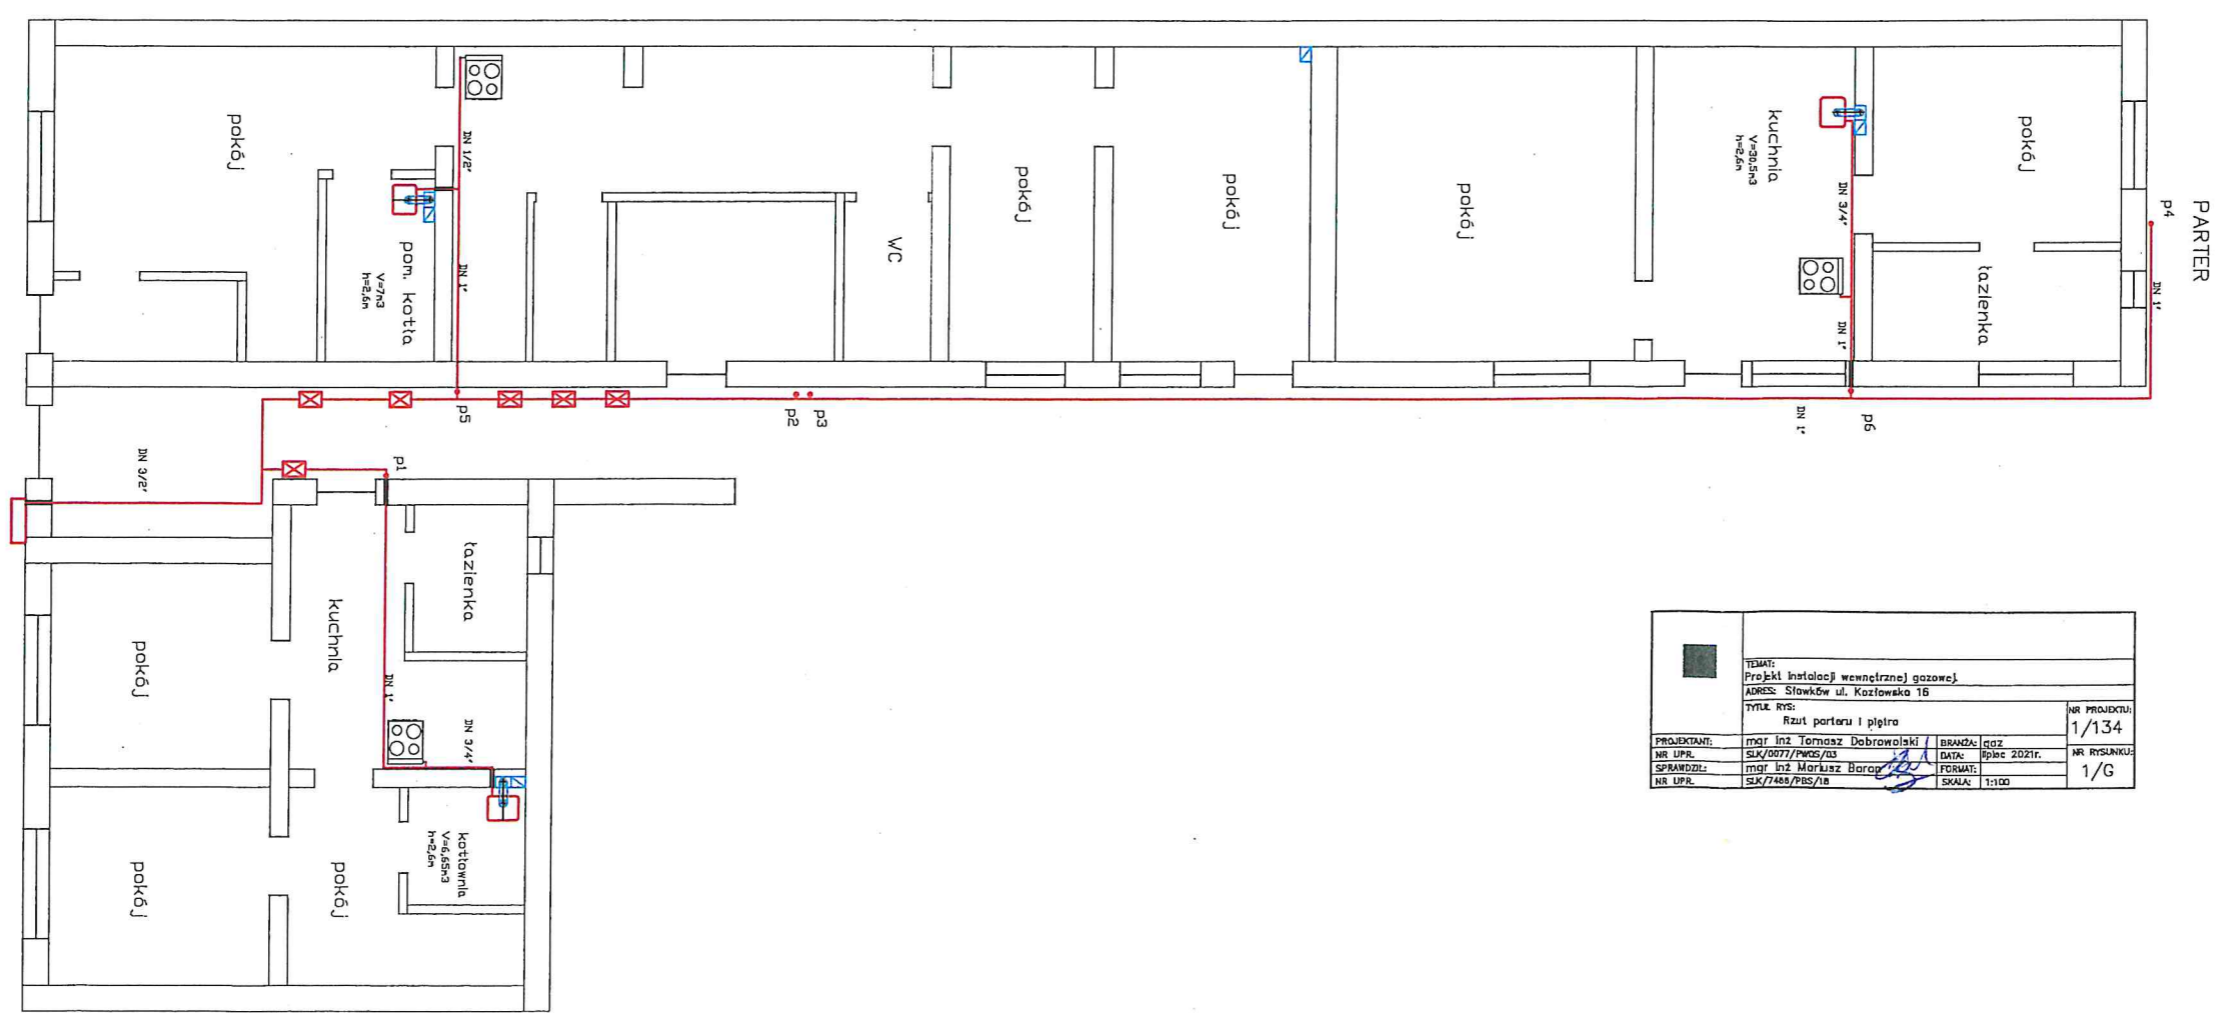 PARTER
p4
DN 1"
pokój
łazienka
kuchnia
V=30,5m3
h=2,6m
DN 3/4"
DN 1"
p6
DN 1"
pokój
pokój
pokój
WC
p3
p2
DN 1/2"
DN 1"
p5
pokój
pom. kotła
V=7m3
h=2,6m
DN 3/2"
p1
łazienka
kuchnia
pokój
DN 1"
DN 3/4"
kotłownia
V=6,65m3
h=2,6m
pokój
pokój
TEMAT:
Projekt instalacji wewnętrznej gazowej
ADRES: Sławków ul. Kozłowska 16
TYTUŁ RYS:
Rzut parteru i piętra
NR PROJEKTU:
1/134
PROJEKTANT: mgr inż Tomasz Dobrowolski BRANŻA: gaz
NR UPR. SLK/0077/PWOS/03 DATA: lipiec 2021r.
NR RYSUNKU:
1/G
SPRAWDZIŁ: mgr inż Mariusz Baran FORMAT:
NR UPR. SLK/7488/PBS/18 SKALA: 1:100